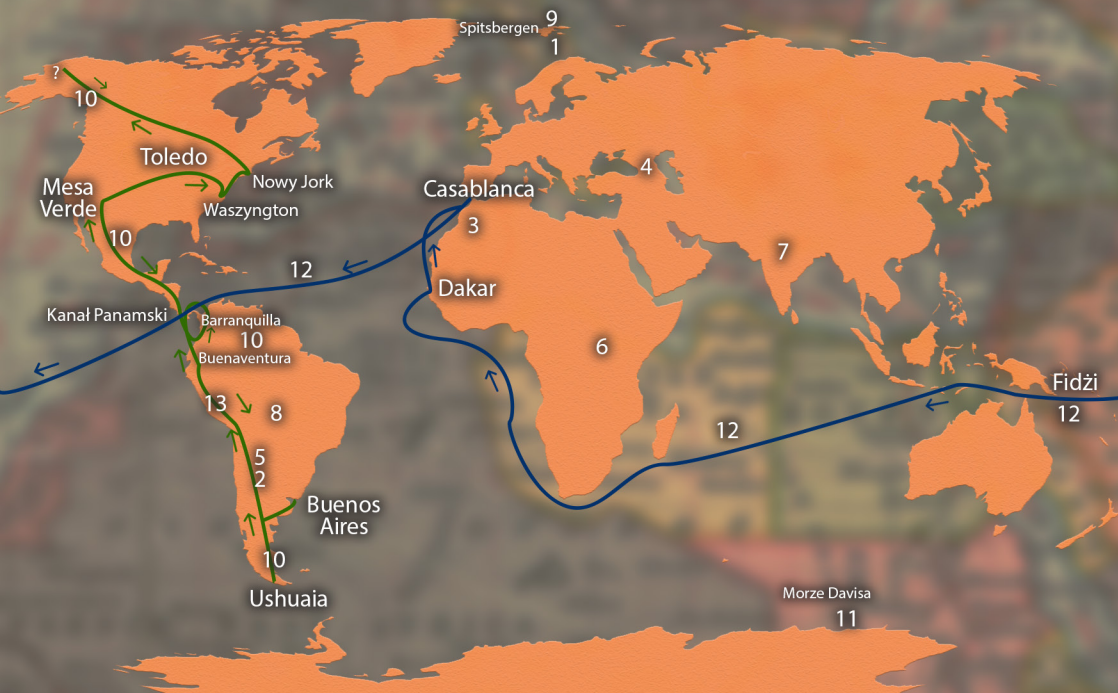 Spitsbergen
9
1
?
10
Toledo
Mesa
Verde
Nowy Jork
Waszyngton
10
Casablanca
3
4
7
12
Dakar
Kanał Panamski
Barranquilla
10
Buenaventura
6
Fidżi
12
13
8
12
5
2
Buenos
Aires
10
Ushuaia
Morze Davisa
11